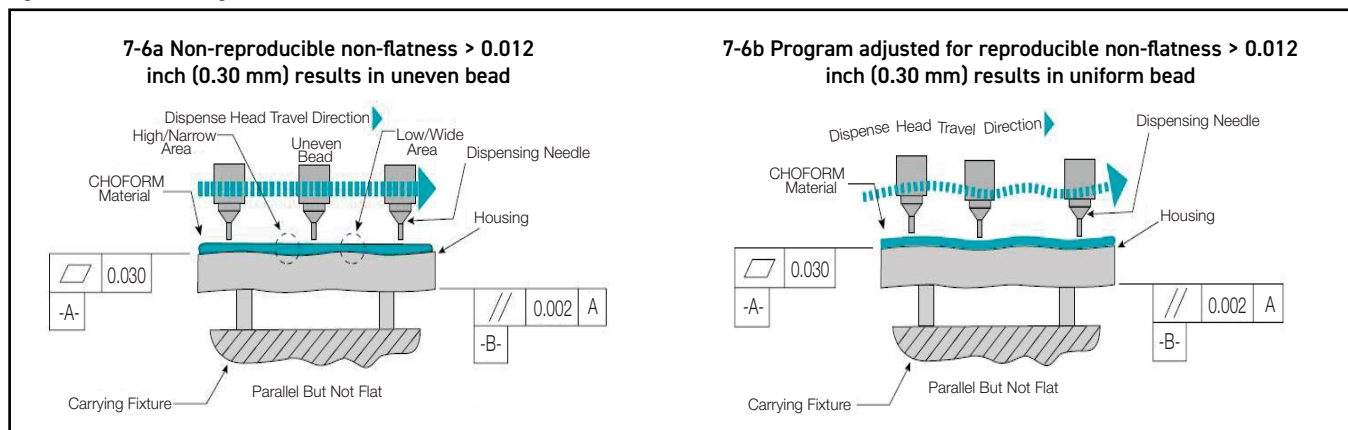 7-6a Non-reproducible non-flatness > 0.012
inch (0.30 mm) results in uneven bead
Dispense Head Travel Direction
High/Narrow
Area
Uneven
Bead
Low/Wide
Area
Dispensing Needle
CHOFORM
Material
Housing
0.030
-A-
// 0.002 A
-B-
Carrying Fixture
Parallel But Not Flat
7-6b Program adjusted for reproducible non-flatness > 0.012
inch (0.30 mm) results in uniform bead
Dispense Head Travel Direction
Dispensing Needle
CHOFORM
Material
Housing
0.030
-A-
// 0.002 A
-B-
Carrying Fixture
Parallel But Not Flat